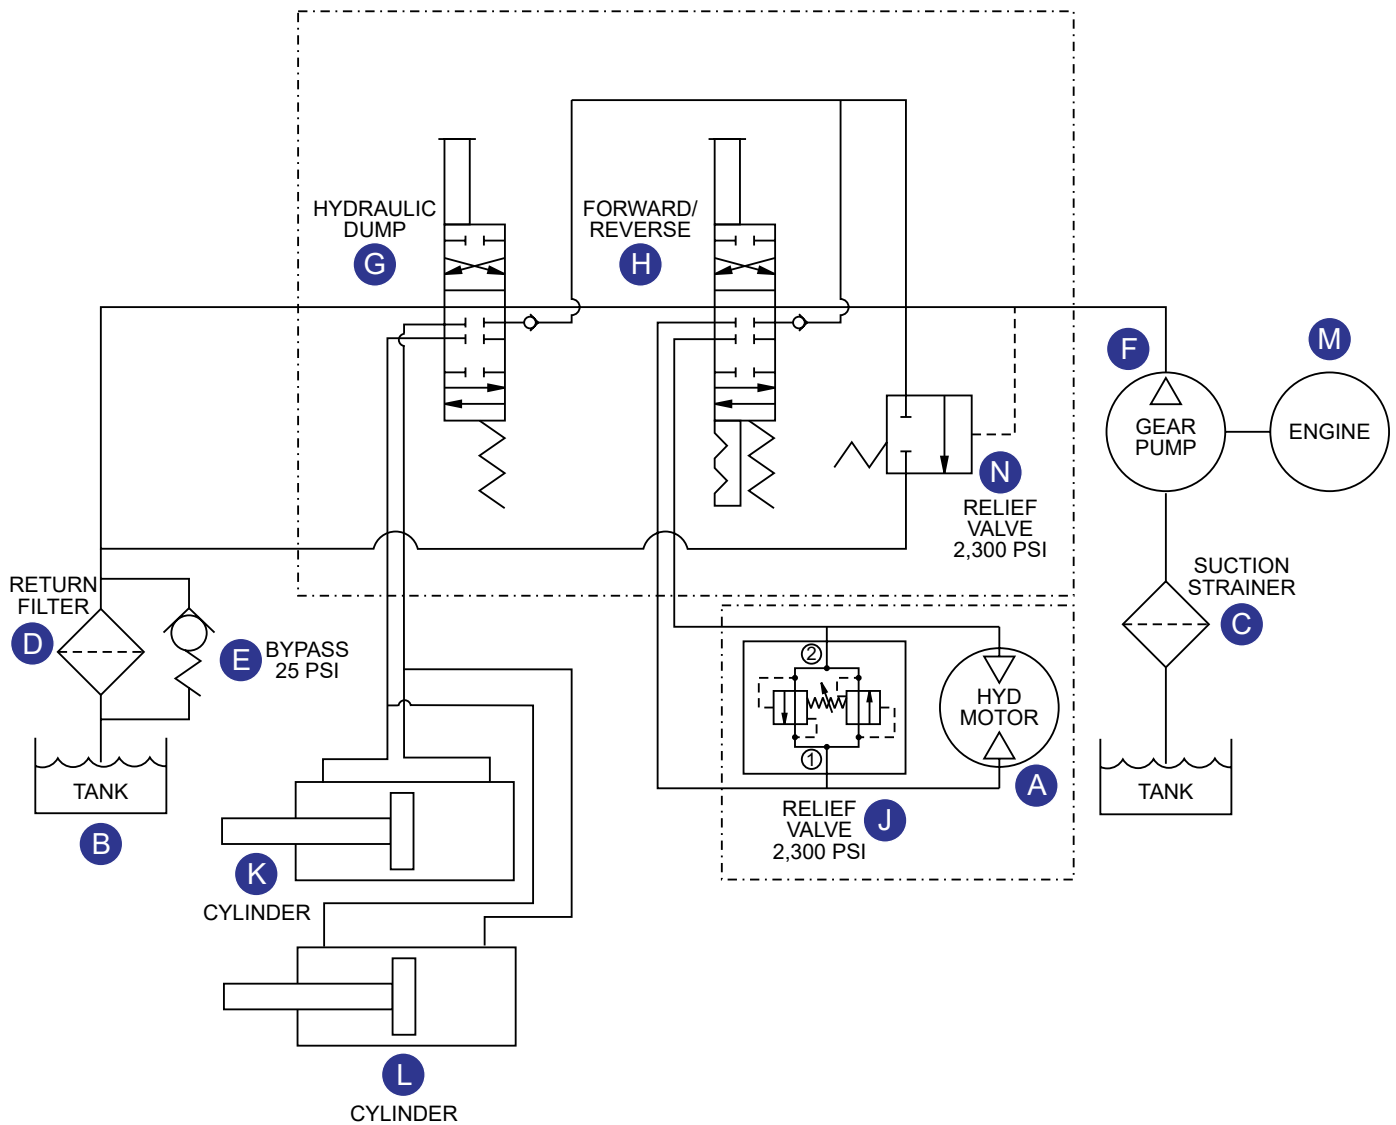 HYDRAULIC
DUMP
G
FORWARD/
REVERSE
H
F
M
GEAR
PUMP
ENGINE
N
RELIEF
VALVE
2,300 PSI
RETURN
FILTER
D
E
BYPASS
25 PSI
SUCTION
STRAINER
C
2
HYD
MOTOR
1
A
TANK
B
RELIEF
VALVE
2,300 PSI
J
TANK
K
CYLINDER
L
CYLINDER